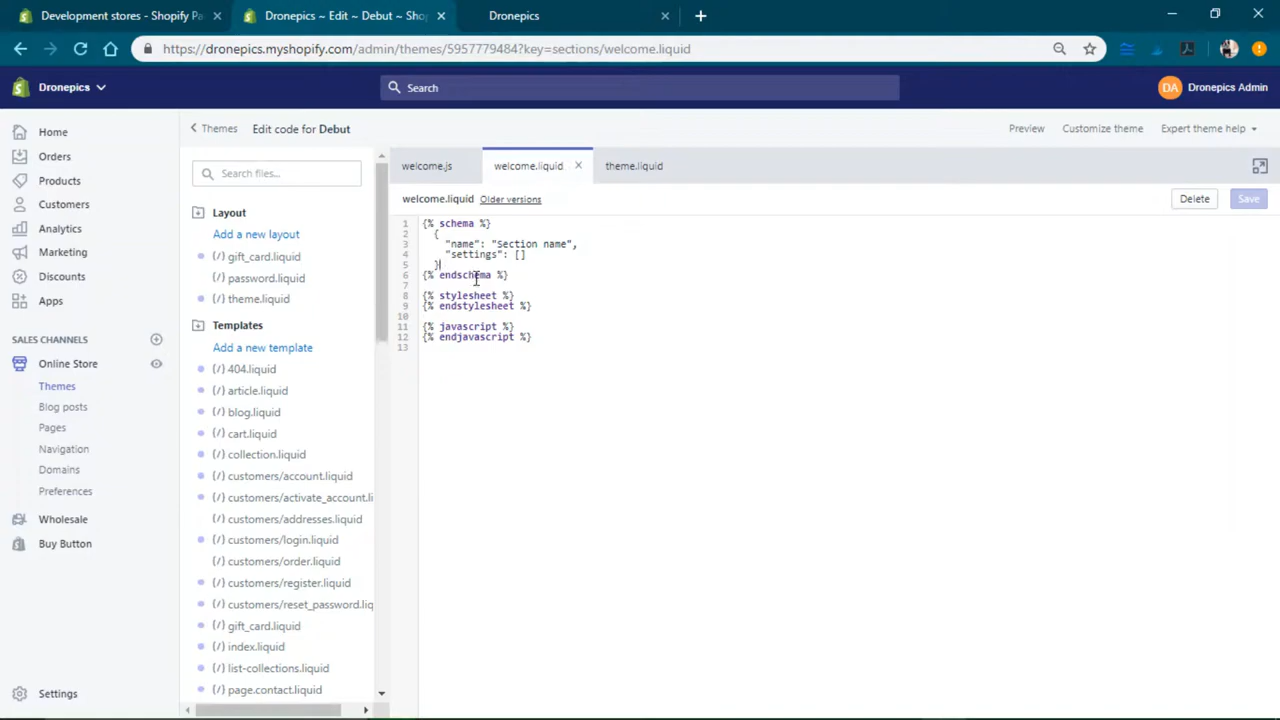 Development stores - Shopify Pa
Dronepics ~ Edit ~ Debut ~ Shop
Dronepics
https://dronepics.myshopify.com/admin/themes/5957779484?key=sections/welcome.liquid
Dronepics
Search
DA
Dronepics Admin
Home
Orders
Products
Customers
Analytics
Marketing
Discounts
Apps
SALES CHANNELS
Online Store
Themes
Blog posts
Pages
Navigation
Domains
Preferences
Wholesale
Buy Button
Settings
Themes
Edit code for Debut
Preview
Customize theme
Expert theme help
Search files...
Layout
Add a new layout
{/} gift_card.liquid
{/} password.liquid
{/} theme.liquid
Templates
Add a new template
{/} 404.liquid
{/} article.liquid
{/} blog.liquid
{/} cart.liquid
{/} collection.liquid
{/} customers/account.liquid
{/} customers/activate_account.li
{/} customers/addresses.liquid
{/} customers/login.liquid
{/} customers/order.liquid
{/} customers/register.liquid
{/} customers/reset_password.liq
{/} gift_card.liquid
{/} index.liquid
{/} list-collections.liquid
{/} page.contact.liquid
welcome.js
welcome.liquid
theme.liquid
welcome.liquid Older versions
Delete
Save
1 {% schema %}
2 {
3 "name": "Section name",
4 "settings": []
5 }
6 {% endschema %}
7
8 {% stylesheet %}
9 {% endstylesheet %}
10
11 {% javascript %}
12 {% endjavascript %}
13